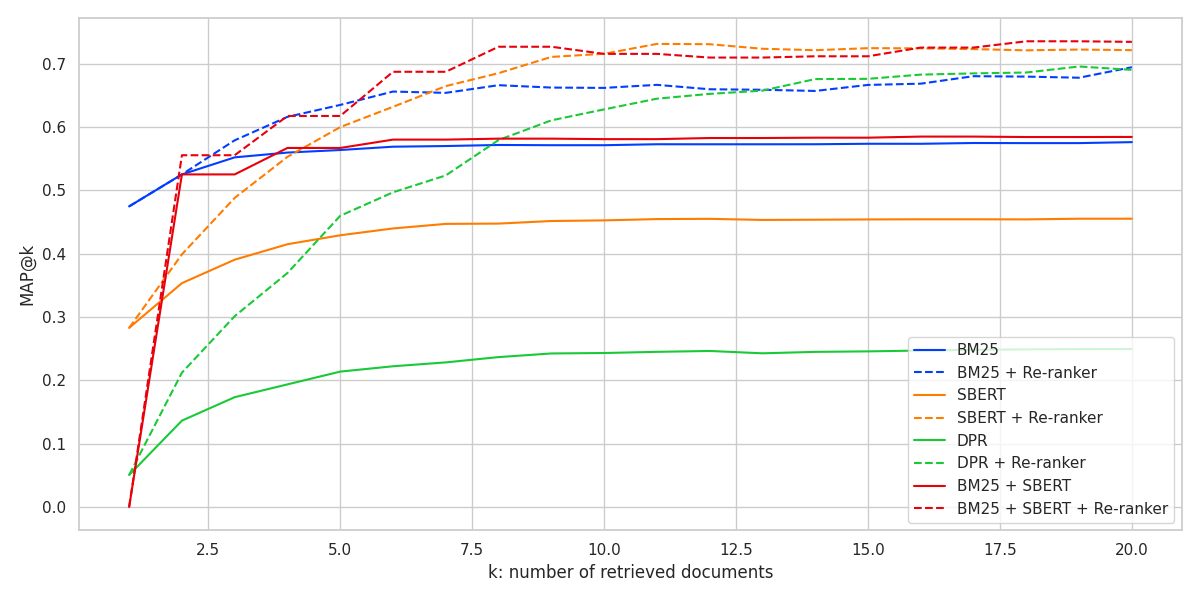 0.7
0.6
0.5
0.4
0.3
0.2
0.1
0.0
MAP@k
2.5
5.0
7.5
10.0
12.5
15.0
17.5
20.0
k: number of retrieved documents
BM25
BM25 + Re-ranker
SBERT
SBERT + Re-ranker
DPR
DPR + Re-ranker
BM25 + SBERT
BM25 + SBERT + Re-ranker